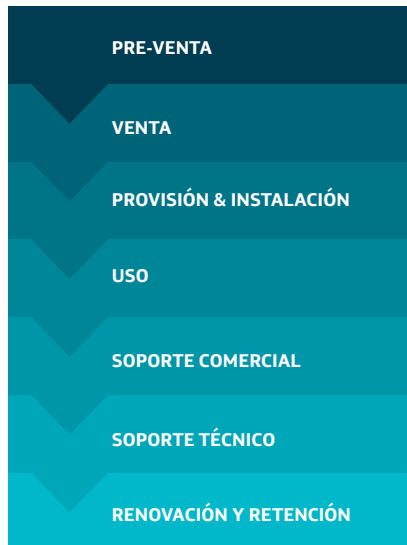 PRE-VENTA
VENTA
PROVISIÓN & INSTALACIÓN
USO
SOPORTE COMERCIAL
SOPORTE TÉCNICO
RENOVACIÓN Y RETENCIÓN